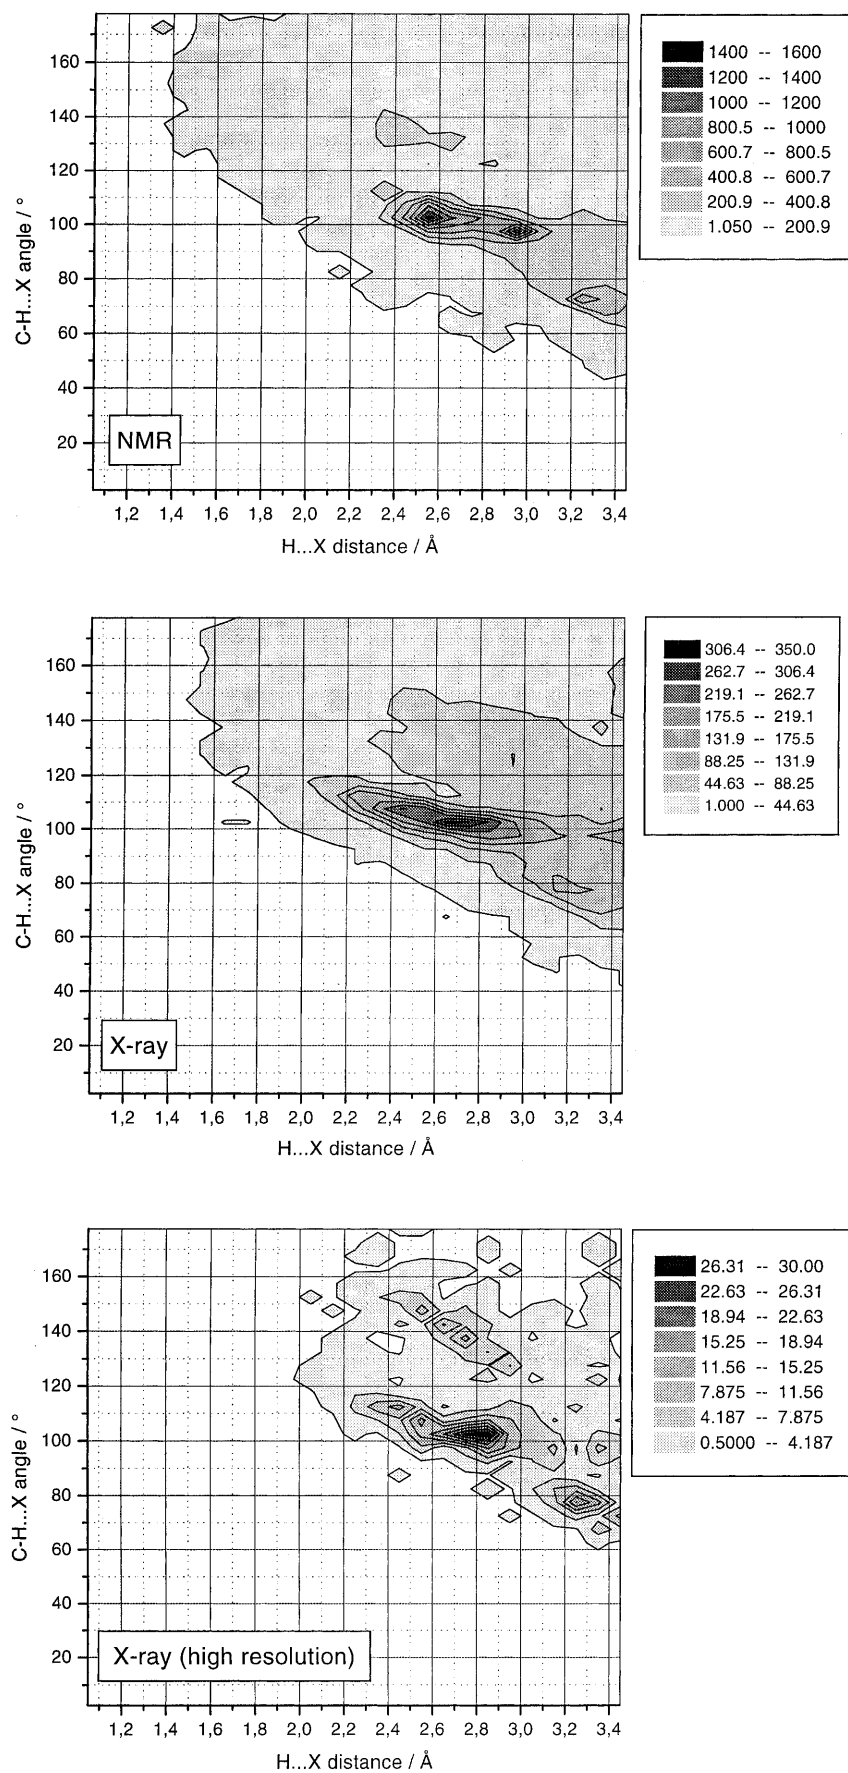 160
140
120
100
80
60
40
20
C-H...X angle / °
NMR
1,2 1,4 1,6 1,8 2,0 2,2 2,4 2,6 2,8 3,0 3,2 3,4
H...X distance / Å
1400 -- 1600
1200 -- 1400
1000 -- 1200
800.5 -- 1000
600.7 -- 800.5
400.8 -- 600.7
200.9 -- 400.8
1.050 -- 200.9
160
140
120
100
80
60
40
20
C-H...X angle / °
X-ray
1,2 1,4 1,6 1,8 2,0 2,2 2,4 2,6 2,8 3,0 3,2 3,4
H...X distance / Å
306.4 -- 350.0
262.7 -- 306.4
219.1 -- 262.7
175.5 -- 219.1
131.9 -- 175.5
88.25 -- 131.9
44.63 -- 88.25
1.000 -- 44.63
160
140
120
100
80
60
40
20
C-H...X angle / °
X-ray (high resolution)
1,2 1,4 1,6 1,8 2,0 2,2 2,4 2,6 2,8 3,0 3,2 3,4
H...X distance / Å
26.31 -- 30.00
22.63 -- 26.31
18.94 -- 22.63
15.25 -- 18.94
11.56 -- 15.25
7.875 -- 11.56
4.187 -- 7.875
0.5000 -- 4.187